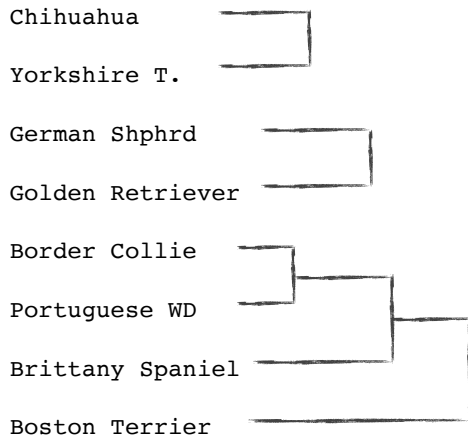 Chihuahua
Yorkshire T.
German Shphrd
Golden Retriever
Border Collie
Portuguese WD
Brittany Spaniel
Boston Terrier